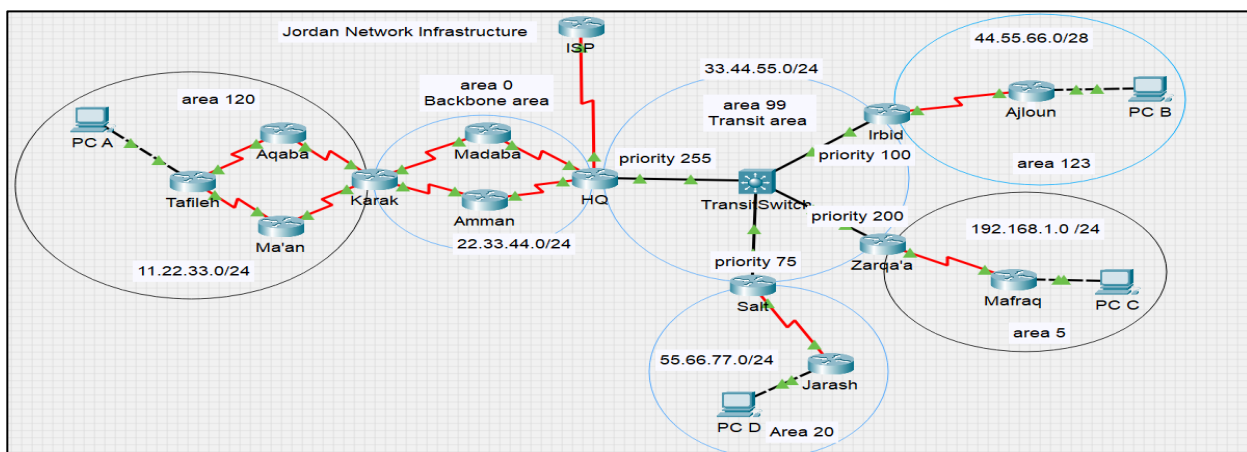 Jordan Network Infrastructure
ISP
44.55.66.0/28
33.44.55.0/24
area 0
Backbone area
area 120
area 99
Transit area
PC A
Aqaba
Madaba
Irbid
Ajloun
PC B
priority 255
priority 100
area 123
Tafileh
Karak
Amman
HQ
TransitSwitch
priority 200
Ma'an
22.33.44.0/24
192.168.1.0 /24
11.22.33.0/24
priority 75
Zarqa'a
Salt
Mafraq
PC C
area 5
55.66.77.0/24
Jarash
PC D
Area 20